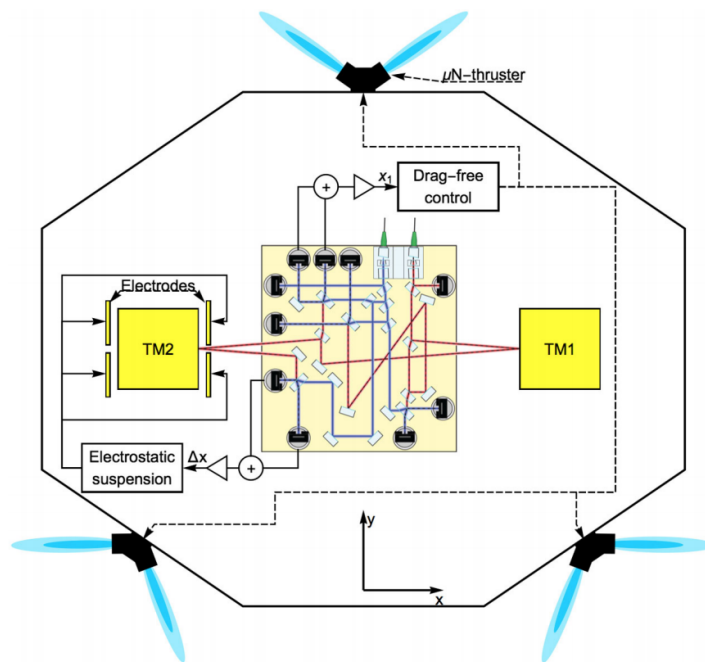 μN-thruster
x1
Drag-free
control
Electrodes
TM2
TM1
Electrostatic
suspension
Δx
y
x